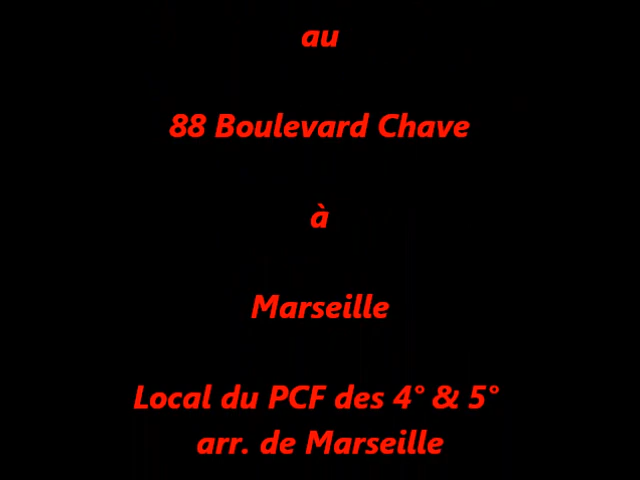 au
88 Boulevard Chave
à
Marseille
Local du PCF des 4° & 5°
arr. de Marseille